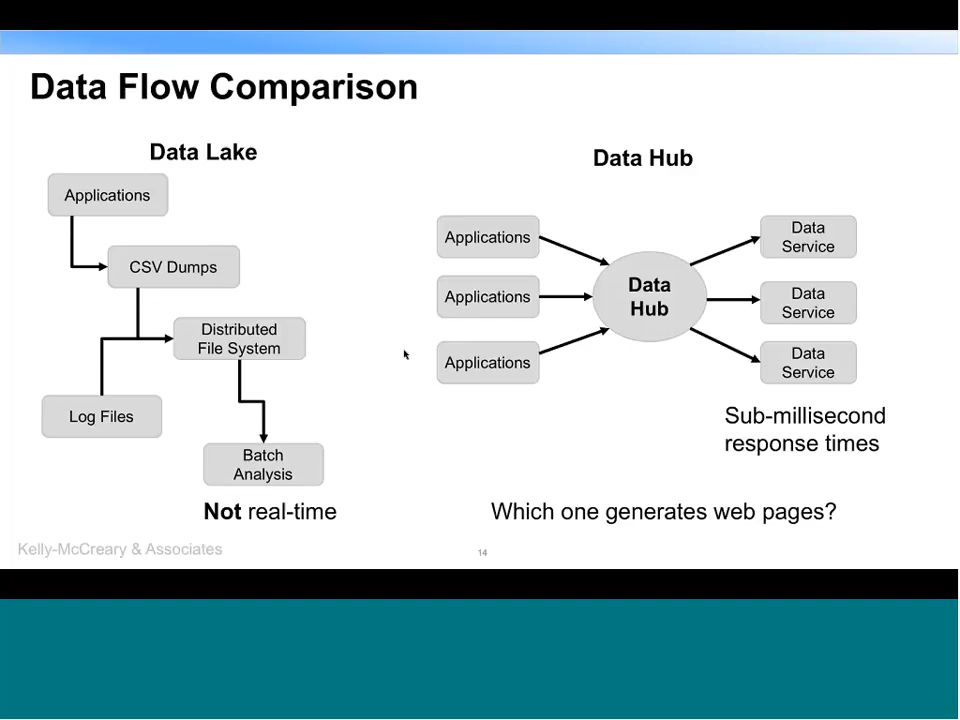 Data Flow Comparison
Data Lake
Applications
CSV Dumps
Distributed
File System
Log Files
Batch
Analysis
Not real-time
Data Hub
Applications
Applications
Applications
Data
Hub
Data
Service
Data
Service
Data
Service
Sub-millisecond
response times
Which one generates web pages?
Kelly-McCreary & Associates
14